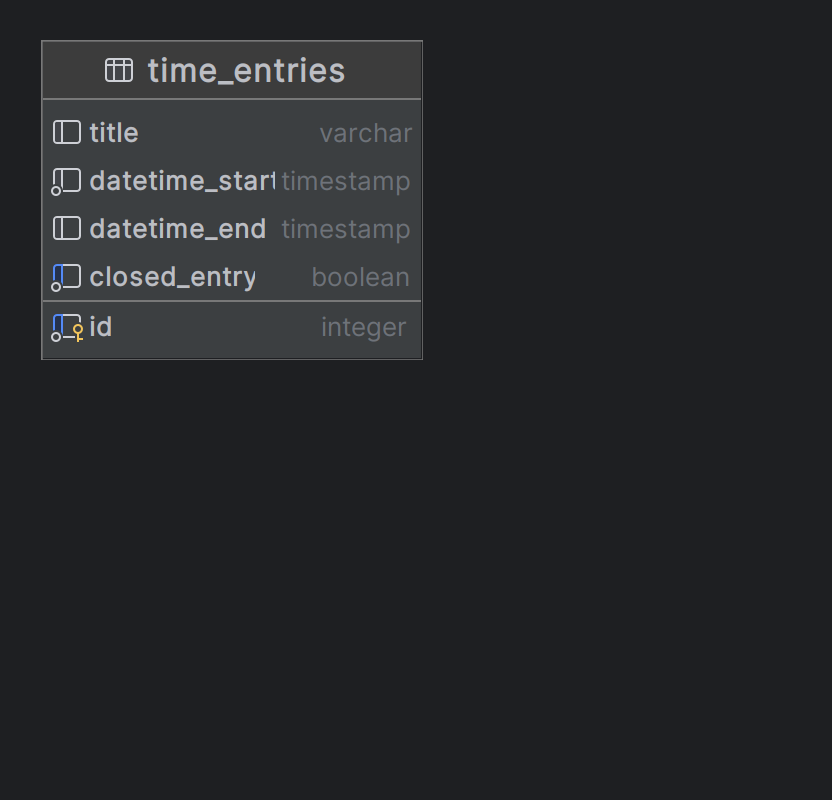 time_entries
title varchar
datetime_start timestamp
datetime_end timestamp
closed_entry boolean
id integer